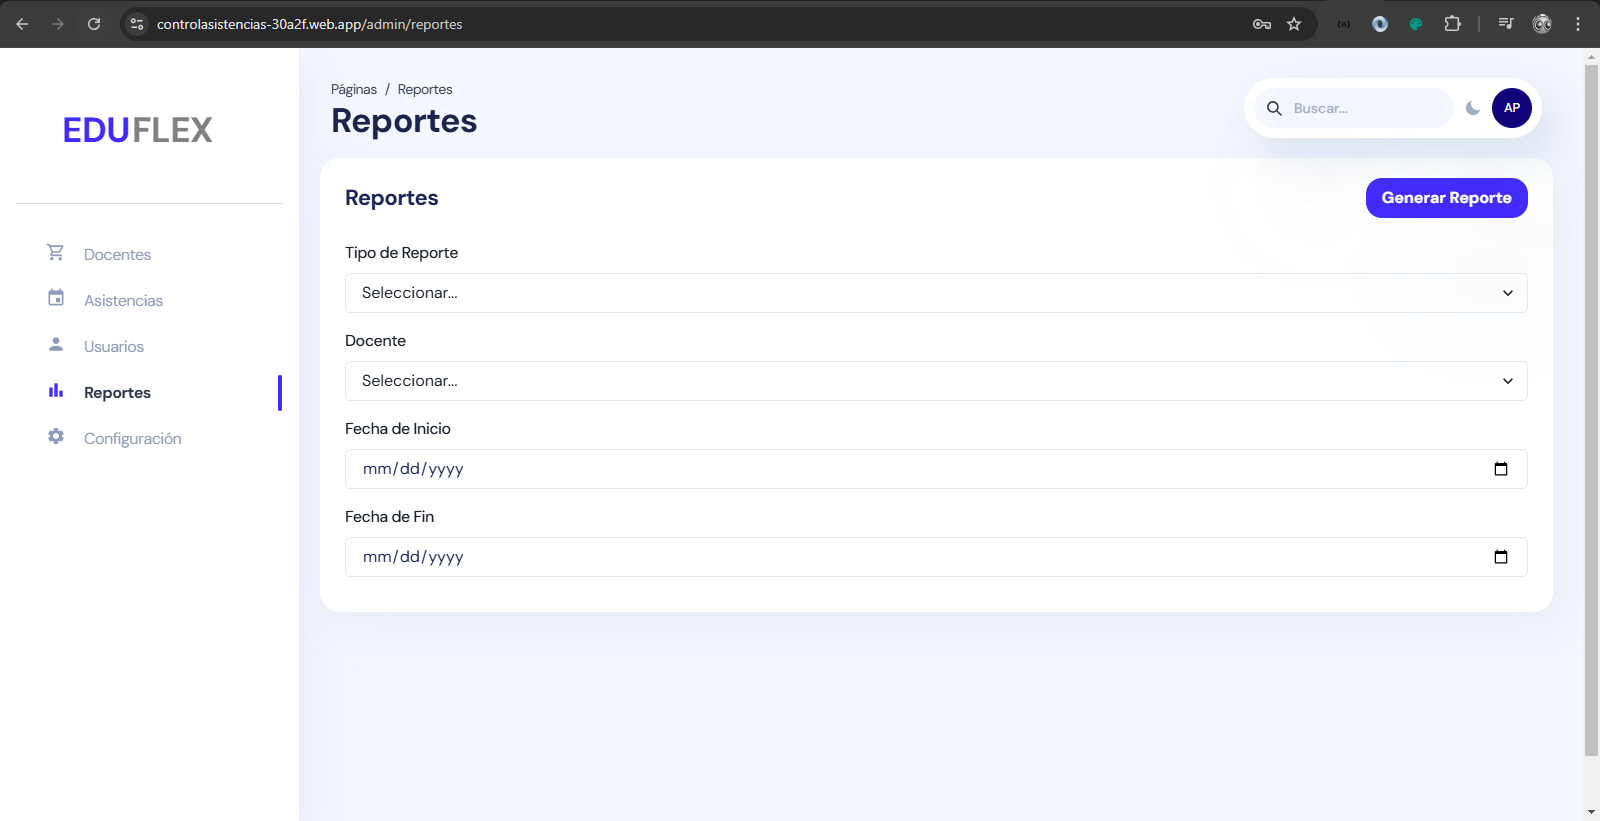 controlasistencias-30a2f.web.app/admin/reportes
EDUFLEX
Páginas / Reportes
Reportes
Buscar...
AP
Docentes
Asistencias
Usuarios
Reportes
Configuración
Reportes
Generar Reporte
Tipo de Reporte
Seleccionar...
Docente
Seleccionar...
Fecha de Inicio
mm/dd/yyyy
Fecha de Fin
mm/dd/yyyy